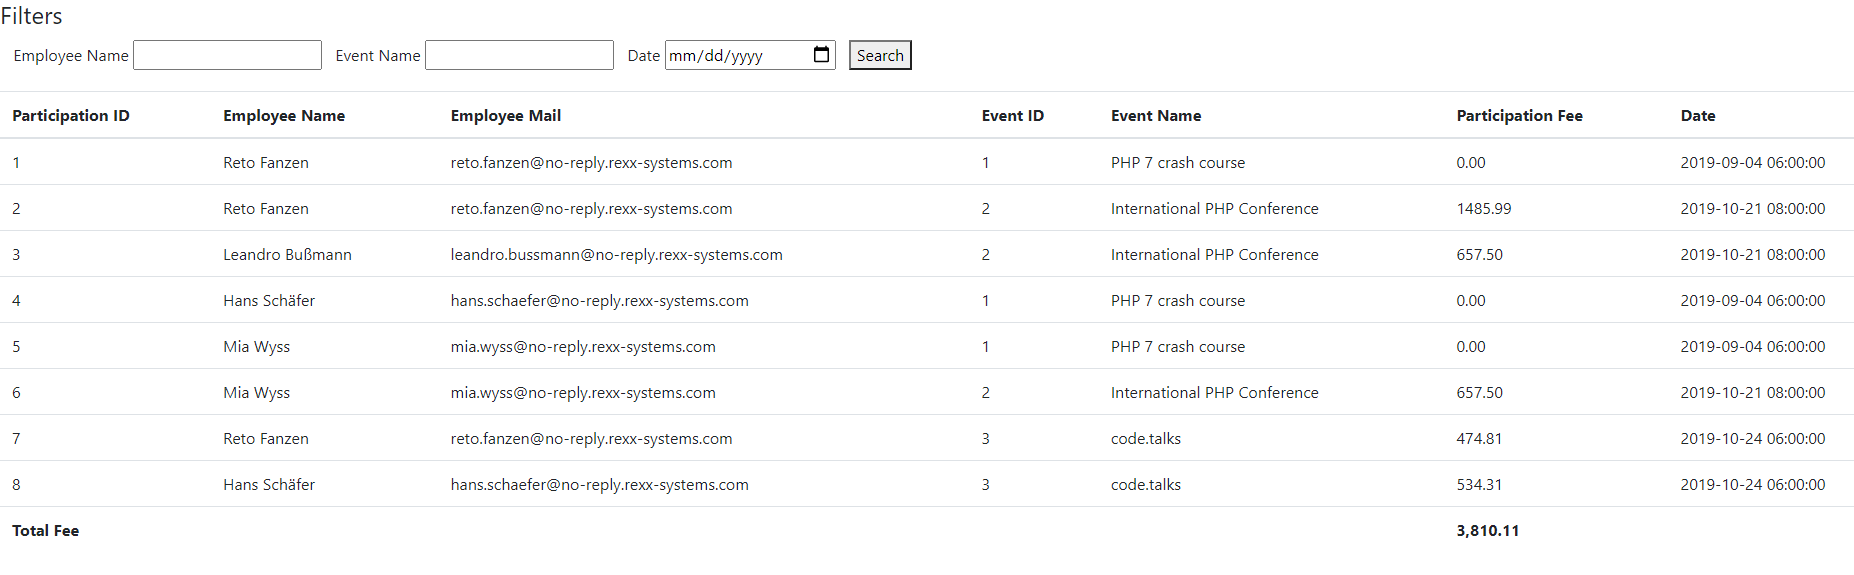 Filters
Employee Name Event Name Date mm/dd/yyyy Search
Participation ID Employee Name Employee Mail Event ID Event Name Participation Fee Date
1 Reto Fanzen reto.fanzen@no-reply.rexx-systems.com 1 PHP 7 crash course 0.00 2019-09-04 06:00:00
2 Reto Fanzen reto.fanzen@no-reply.rexx-systems.com 2 International PHP Conference 1485.99 2019-10-21 08:00:00
3 Leandro Bußmann leandro.bussmann@no-reply.rexx-systems.com 2 International PHP Conference 657.50 2019-10-21 08:00:00
4 Hans Schäfer hans.schaefer@no-reply.rexx-systems.com 1 PHP 7 crash course 0.00 2019-09-04 06:00:00
5 Mia Wyss mia.wyss@no-reply.rexx-systems.com 1 PHP 7 crash course 0.00 2019-09-04 06:00:00
6 Mia Wyss mia.wyss@no-reply.rexx-systems.com 2 International PHP Conference 657.50 2019-10-21 08:00:00
7 Reto Fanzen reto.fanzen@no-reply.rexx-systems.com 3 code.talks 474.81 2019-10-24 06:00:00
8 Hans Schäfer hans.schaefer@no-reply.rexx-systems.com 3 code.talks 534.31 2019-10-24 06:00:00
Total Fee 3,810.11